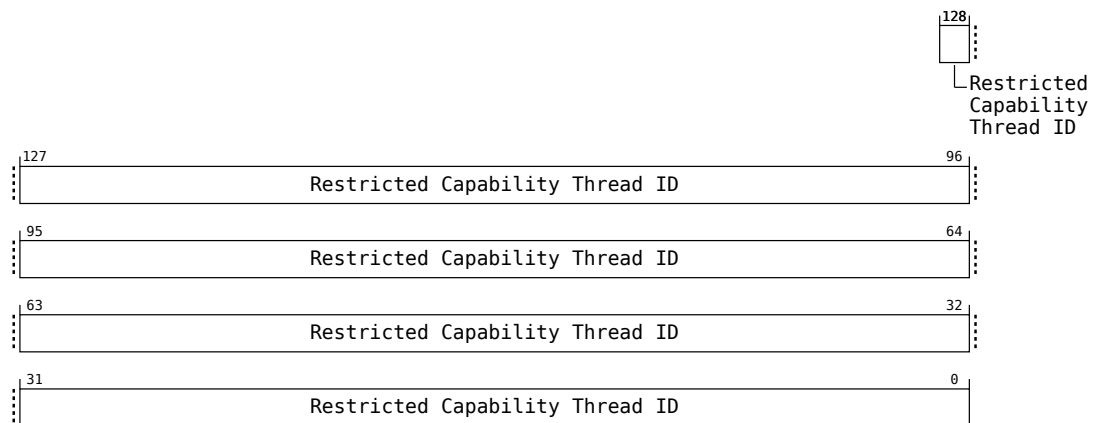 128
Restricted
Capability
Thread ID
127 96
Restricted Capability Thread ID
95 64
Restricted Capability Thread ID
63 32
Restricted Capability Thread ID
31 0
Restricted Capability Thread ID